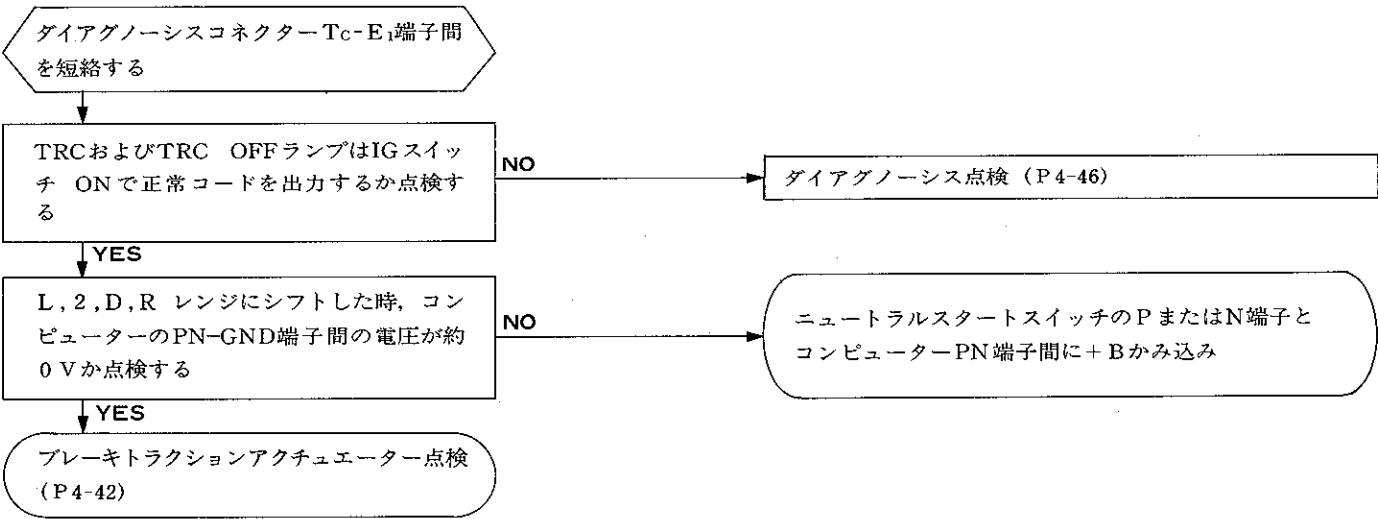 ダイアグノーシスコネクターTc-E₁端子間
を短絡する
TRCおよびTRC OFFランプはIGスイッ
チ ONで正常コードを出力するか点検す
る
NO
ダイアグノーシス点検（P4-46）
YES
L,2,D,R レンジにシフトした時，コン
ピューターのPN-GND端子間の電圧が約
0 Vか点検する
NO
ニュートラルスタートスイッチのPまたはN端子と
コンピューターPN端子間に＋Bかみ込み
YES
ブレーキトラクションアクチュエーター点検
（P4-42）